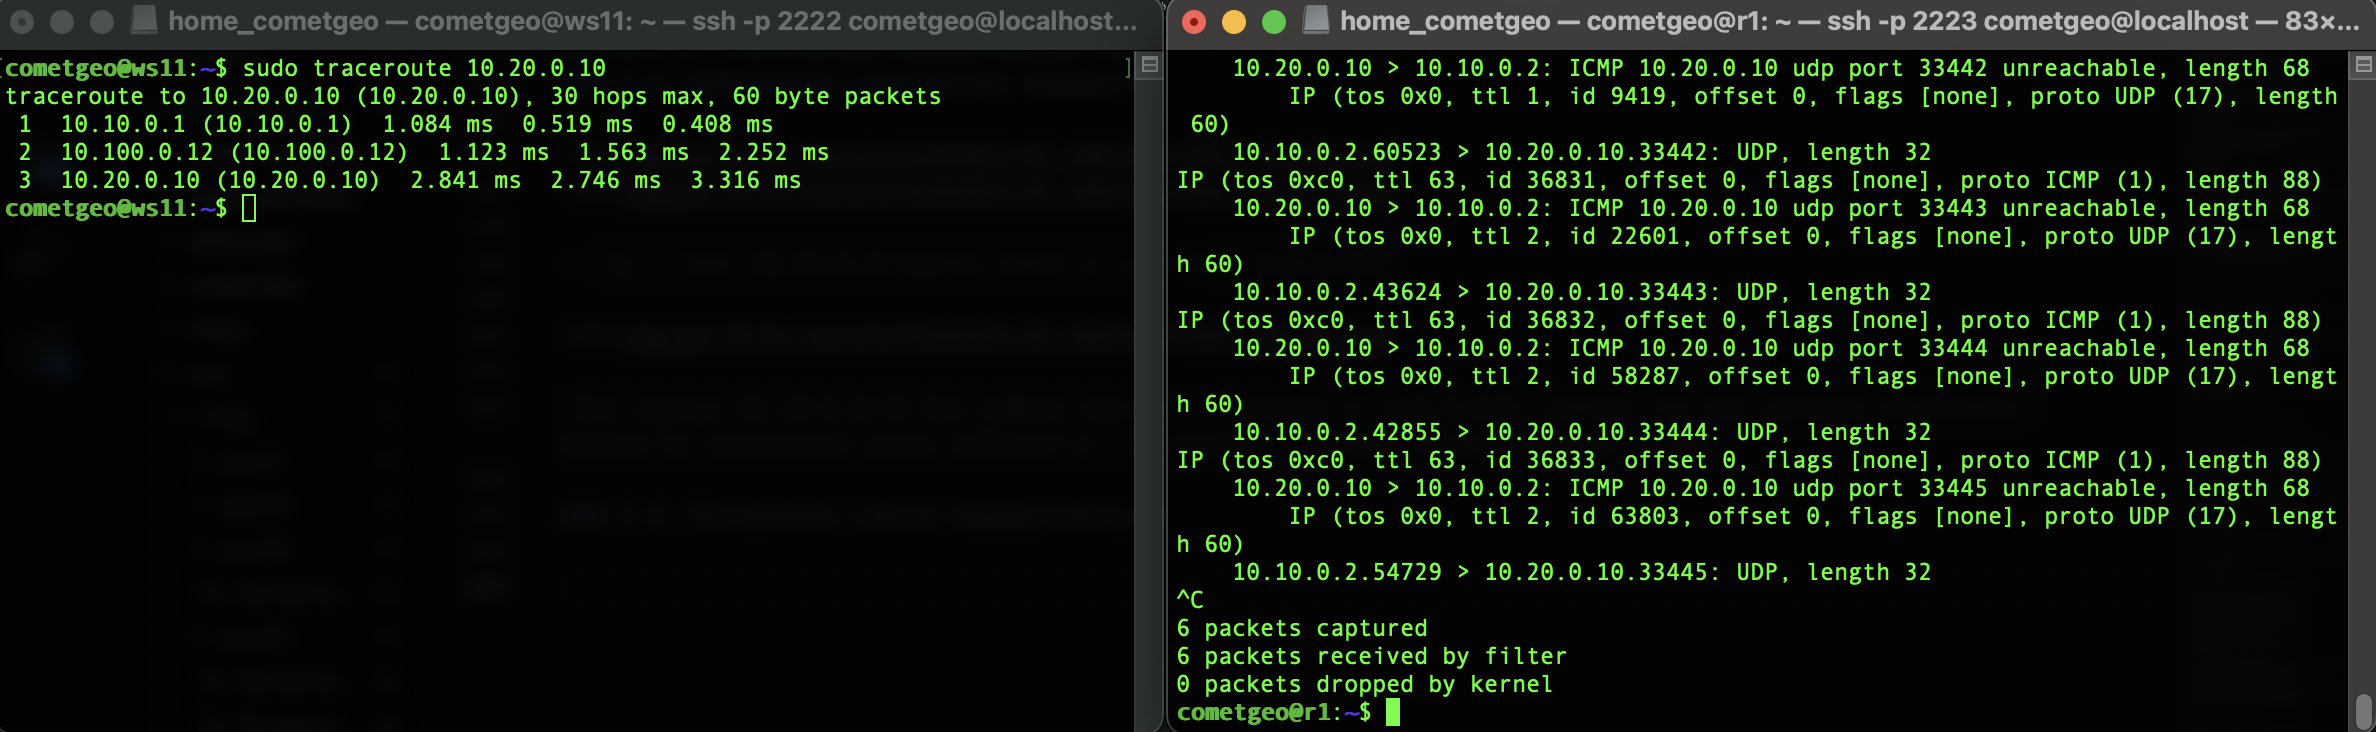 home_cometgeo — cometgeo@ws11: ~ — ssh -p 2222 cometgeo@localhost...
[cometgeo@ws11:~$ sudo traceroute 10.20.0.10 ]
traceroute to 10.20.0.10 (10.20.0.10), 30 hops max, 60 byte packets
 1  10.10.0.1 (10.10.0.1)  1.084 ms  0.519 ms  0.408 ms
 2  10.100.0.12 (10.100.0.12)  1.123 ms  1.563 ms  2.252 ms
 3  10.20.0.10 (10.20.0.10)  2.841 ms  2.746 ms  3.316 ms
cometgeo@ws11:~$
home_cometgeo — cometgeo@r1: ~ — ssh -p 2223 cometgeo@localhost — 83×...
    10.20.0.10 > 10.10.0.2: ICMP 10.20.0.10 udp port 33442 unreachable, length 68
        IP (tos 0x0, ttl 1, id 9419, offset 0, flags [none], proto UDP (17), length
 60)
    10.10.0.2.60523 > 10.20.0.10.33442: UDP, length 32
IP (tos 0xc0, ttl 63, id 36831, offset 0, flags [none], proto ICMP (1), length 88)
    10.20.0.10 > 10.10.0.2: ICMP 10.20.0.10 udp port 33443 unreachable, length 68
        IP (tos 0x0, ttl 2, id 22601, offset 0, flags [none], proto UDP (17), lengt
h 60)
    10.10.0.2.43624 > 10.20.0.10.33443: UDP, length 32
IP (tos 0xc0, ttl 63, id 36832, offset 0, flags [none], proto ICMP (1), length 88)
    10.20.0.10 > 10.10.0.2: ICMP 10.20.0.10 udp port 33444 unreachable, length 68
        IP (tos 0x0, ttl 2, id 58287, offset 0, flags [none], proto UDP (17), lengt
h 60)
    10.10.0.2.42855 > 10.20.0.10.33444: UDP, length 32
IP (tos 0xc0, ttl 63, id 36833, offset 0, flags [none], proto ICMP (1), length 88)
    10.20.0.10 > 10.10.0.2: ICMP 10.20.0.10 udp port 33445 unreachable, length 68
        IP (tos 0x0, ttl 2, id 63803, offset 0, flags [none], proto UDP (17), lengt
h 60)
    10.10.0.2.54729 > 10.20.0.10.33445: UDP, length 32
^C
6 packets captured
6 packets received by filter
0 packets dropped by kernel
cometgeo@r1:~$